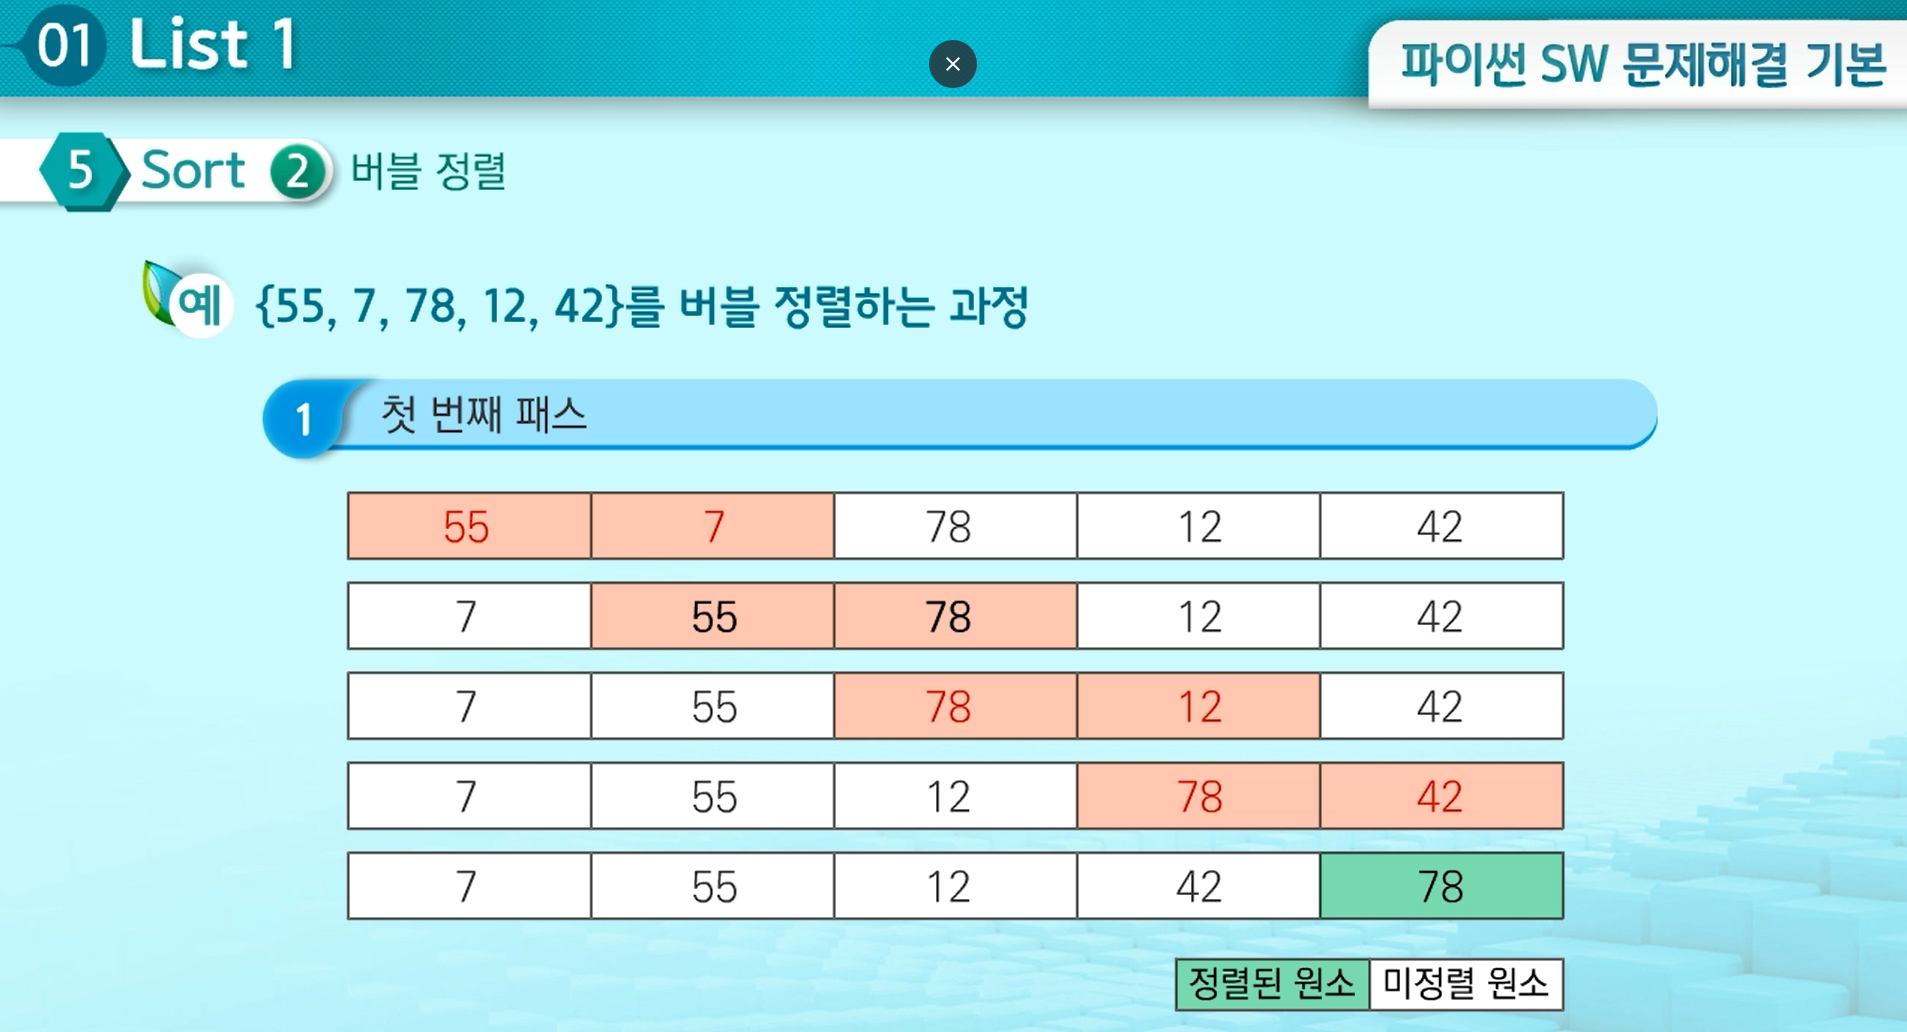 01 List 1
파이썬 SW 문제해결 기본
5 Sort 2 버블 정렬
예 {55, 7, 78, 12, 42}를 버블 정렬하는 과정
1 첫 번째 패스
55 7 78 12 42
7 55 78 12 42
7 55 78 12 42
7 55 12 78 42
7 55 12 42 78
정렬된 원소 미정렬 원소